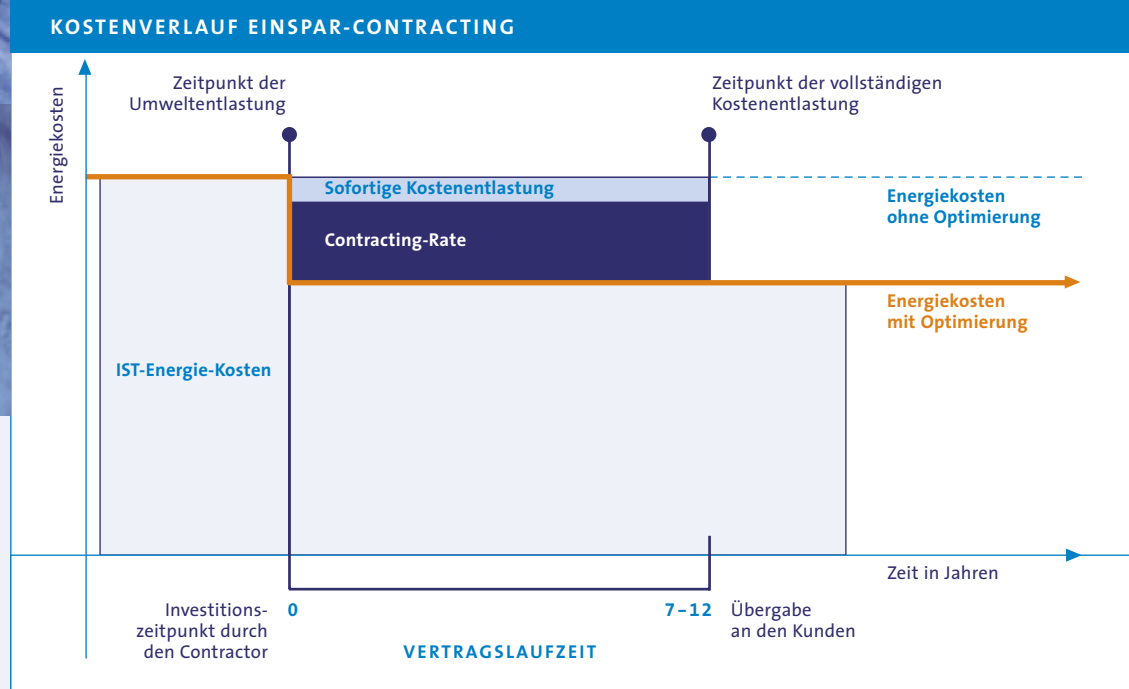 KOSTENVERLAUF EINSPAR-CONTRACTING
Energiekosten
Zeitpunkt der
Umweltentlastung
Zeitpunkt der vollständigen
Kostenentlastung
Sofortige Kostenentlastung
Contracting-Rate
Energiekosten
ohne Optimierung
Energiekosten
mit Optimierung
IST-Energie-Kosten
Zeit in Jahren
Investitions-
zeitpunkt durch
den Contractor
0
7–12
Übergabe
an den Kunden
VERTRAGSLAUFZEIT